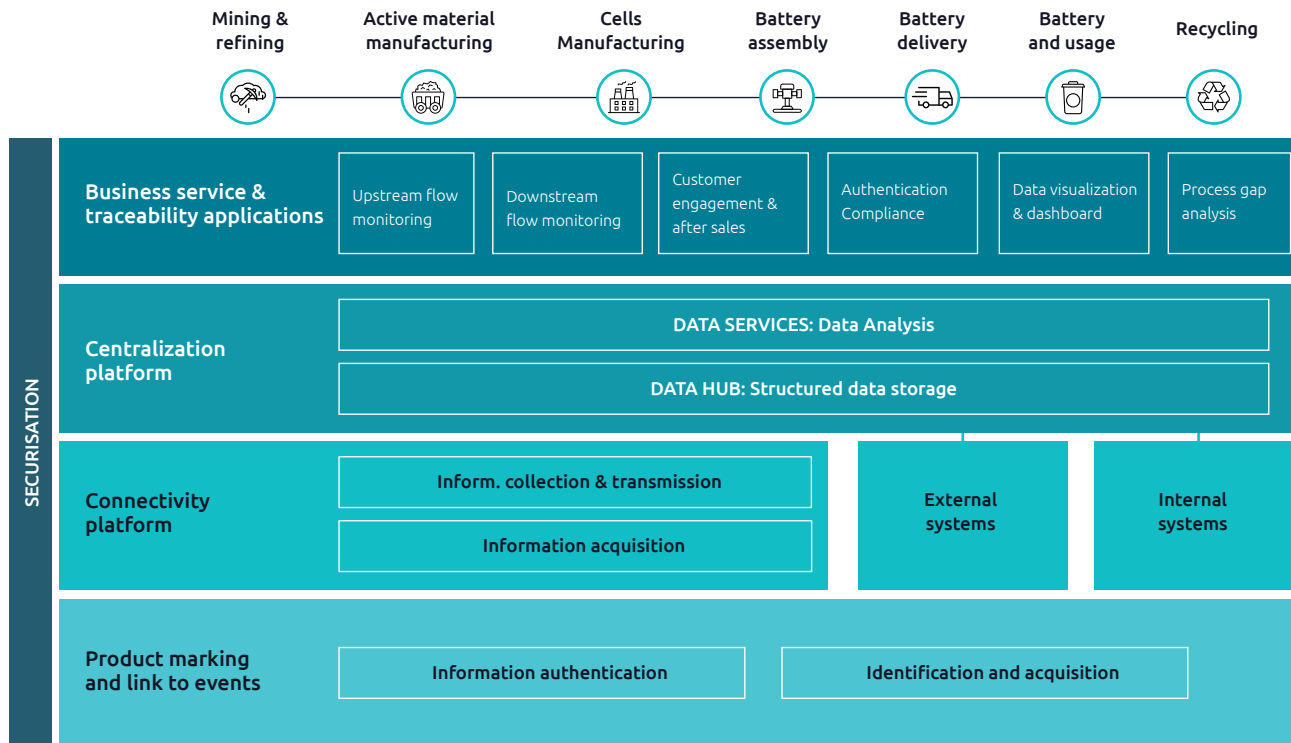 Mining &
refining
Active material
manufacturing
Cells
Manufacturing
Battery
assembly
Battery
delivery
Battery
and usage
Recycling
SECURISATION
Business service &
traceability applications
Upstream flow
monitoring
Downstream
flow monitoring
Customer
engagement &
after sales
Authentication
Compliance
Data visualization
& dashboard
Process gap
analysis
Centralization
platform
DATA SERVICES: Data Analysis
DATA HUB: Structured data storage
Connectivity
platform
Inform. collection & transmission
Information acquisition
External
systems
Internal
systems
Product marking
and link to events
Information authentication
Identification and acquisition